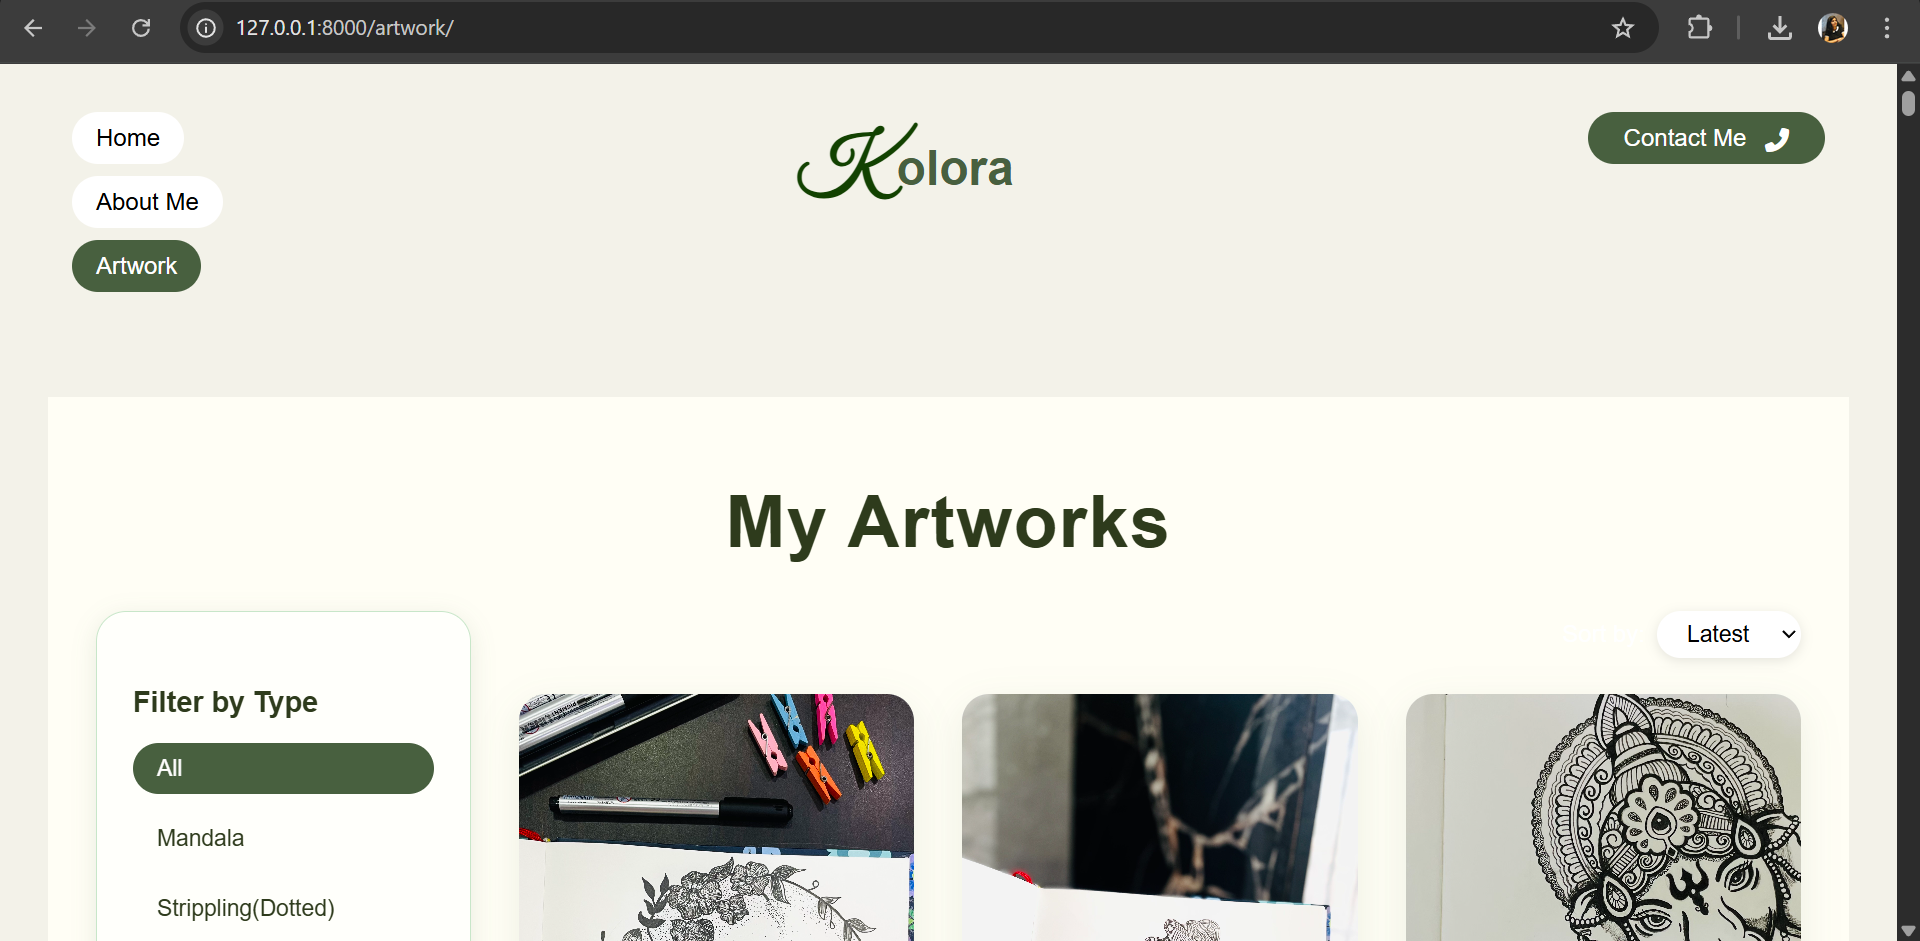 127.0.0.1:8000/artwork/
Home
About Me
Artwork
Kolora
Contact Me
My Artworks
Latest
Filter by Type
All
Mandala
Strippling(Dotted)